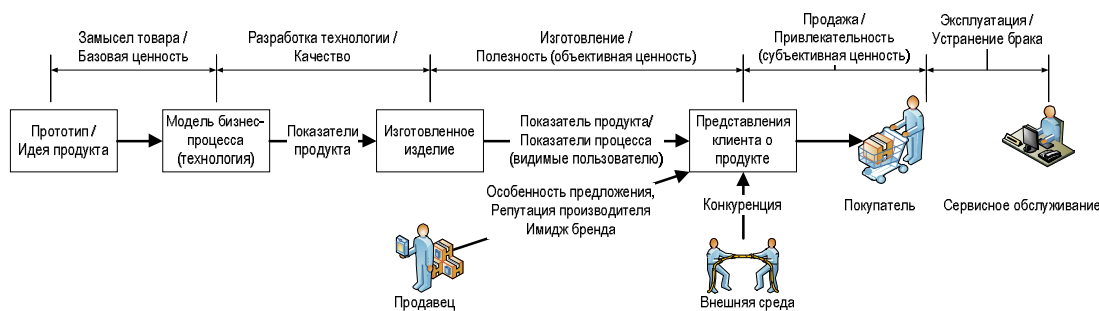 Замысел товара /
Базовая ценность
Разработка технологии /
Качество
Изготовление /
Полезность (объективная ценность)
Продажа /
Привлекательность
(субъективная ценность)
Эксплуатация /
Устранение брака
Прототип /
Идея продукта
Модель бизнес-
процесса
(технология)
Показатели
продукта
Изготовленное
изделие
Показатель продукта/
Показатели процесса
(видимые пользователю)
Представления
клиента о
продукте
Особенность предложения,
Репутация производителя
Имидж бренда
Конкуренция
Покупатель
Сервисное обслуживание
Продавец
Внешняя среда